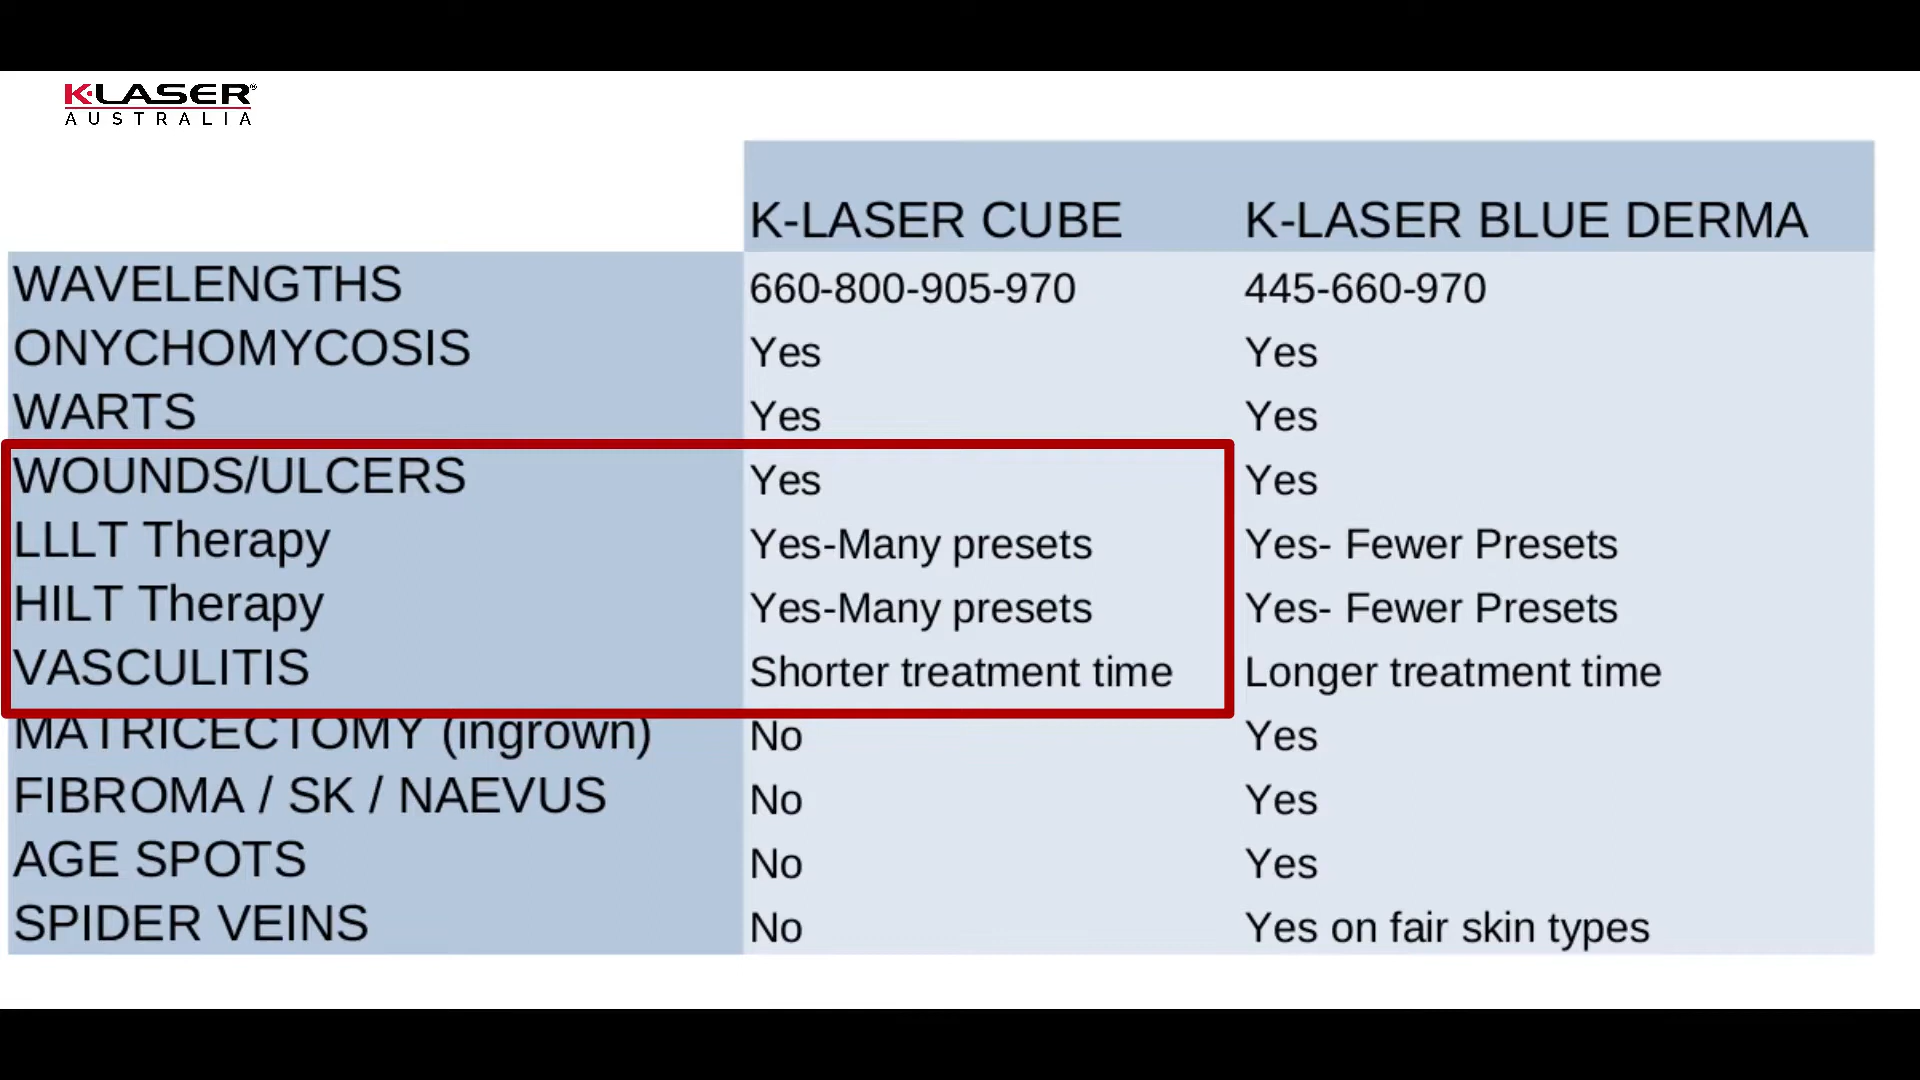 K-LASER®
AUSTRALIA
K-LASER CUBE K-LASER BLUE DERMA
WAVELENGTHS 660-800-905-970 445-660-970
ONYCHOMYCOSIS Yes Yes
WARTS Yes Yes
WOUNDS/ULCERS Yes Yes
LLLT Therapy Yes-Many presets Yes- Fewer Presets
HILT Therapy Yes-Many presets Yes- Fewer Presets
VASCULITIS Shorter treatment time Longer treatment time
MATRICECTOMY (ingrown) No Yes
FIBROMA / SK / NAEVUS No Yes
AGE SPOTS No Yes
SPIDER VEINS No Yes on fair skin types